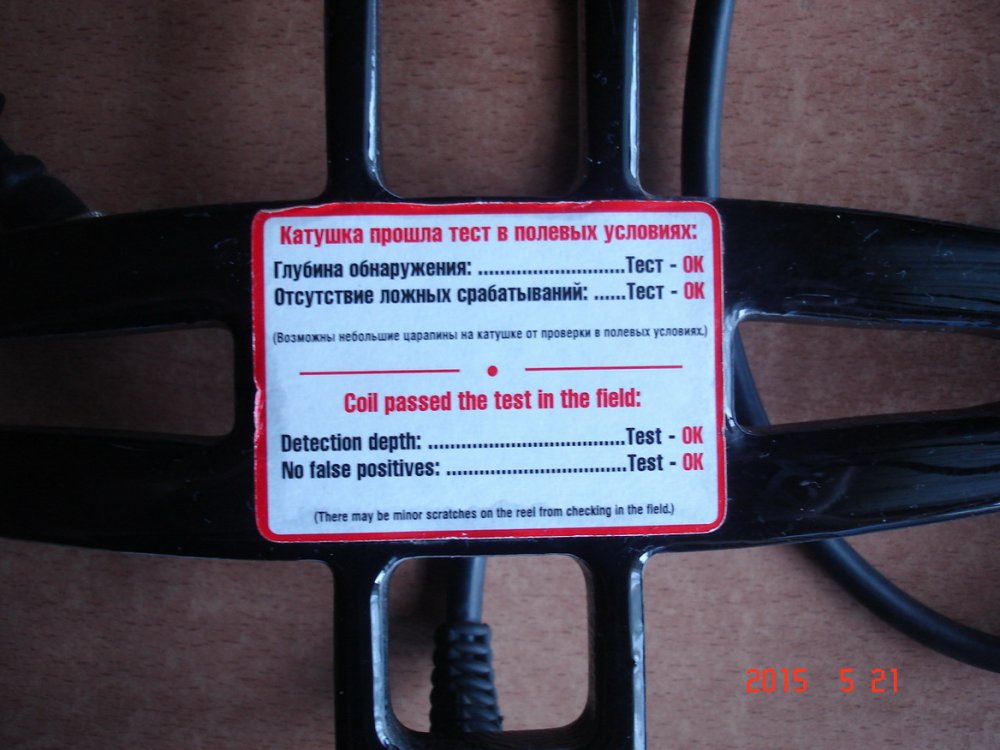 Катушка прошла тест в полевых условиях:
Глубина обнаружения: ...........................Тест - OK
Отсутствие ложных срабатываний: ......Тест - OK
(Возможны небольшие царапины на катушке от проверки в полевых условиях.)
Coil passed the test in the field:
Detection depth: ....................................Test - OK
No false positives: .................................Test - OK
(There may be minor scratches on the reel from checking in the field.)
2015 5 21